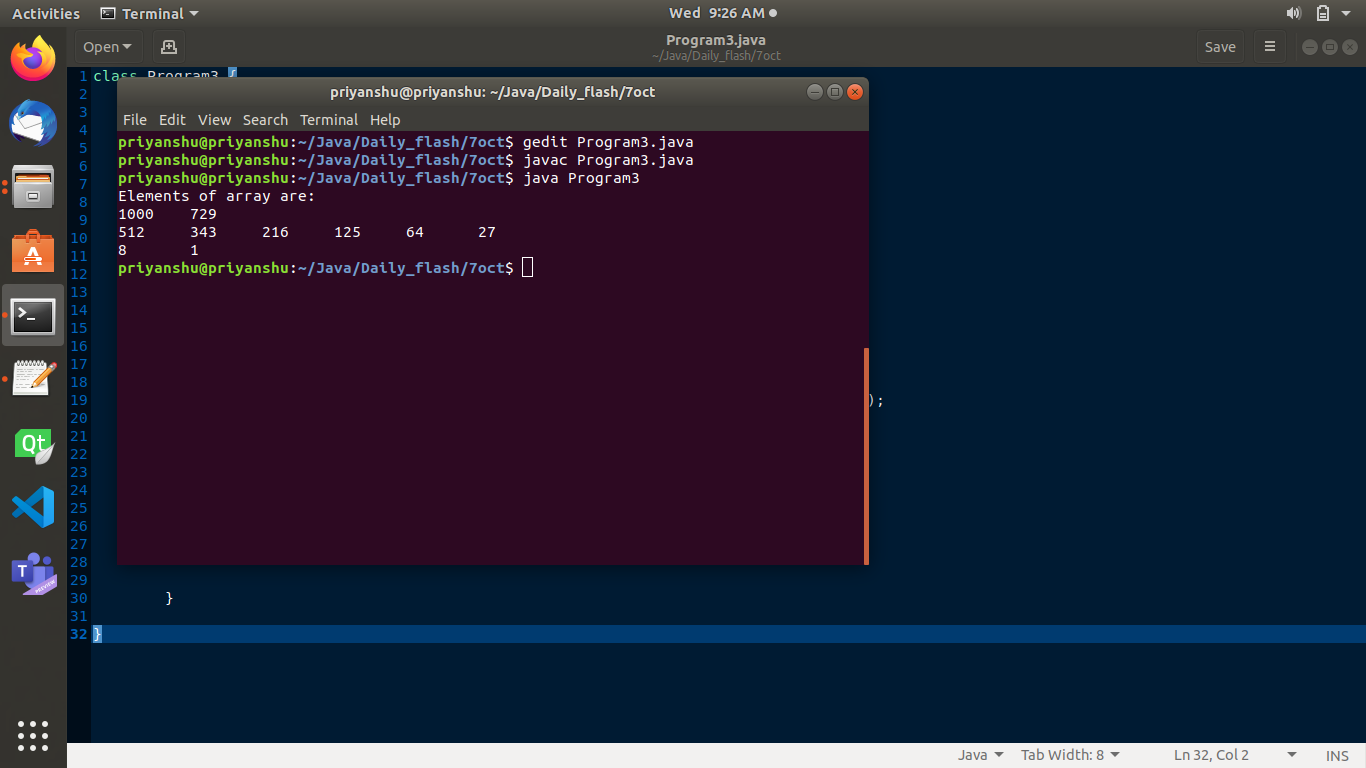 Activities Terminal Wed 9:26 AM
Open Program3.java Save
~/Java/Daily_flash/7oct
1 class Program3 {
2
3
4
5
6
7
8
9
10
11
12
13
14
15
16
17
18
19 );
20
21
22
23
24
25
26
27
28
29
30 }
31
32 }
priyanshu@priyanshu: ~/Java/Daily_flash/7oct
File Edit View Search Terminal Help
priyanshu@priyanshu:~/Java/Daily_flash/7oct$ gedit Program3.java
priyanshu@priyanshu:~/Java/Daily_flash/7oct$ javac Program3.java
priyanshu@priyanshu:~/Java/Daily_flash/7oct$ java Program3
Elements of array are:
1000 729
512 343 216 125 64 27
8 1
priyanshu@priyanshu:~/Java/Daily_flash/7oct$
Qt
T
PREVIEW
Java Tab Width: 8 Ln 32, Col 2 INS